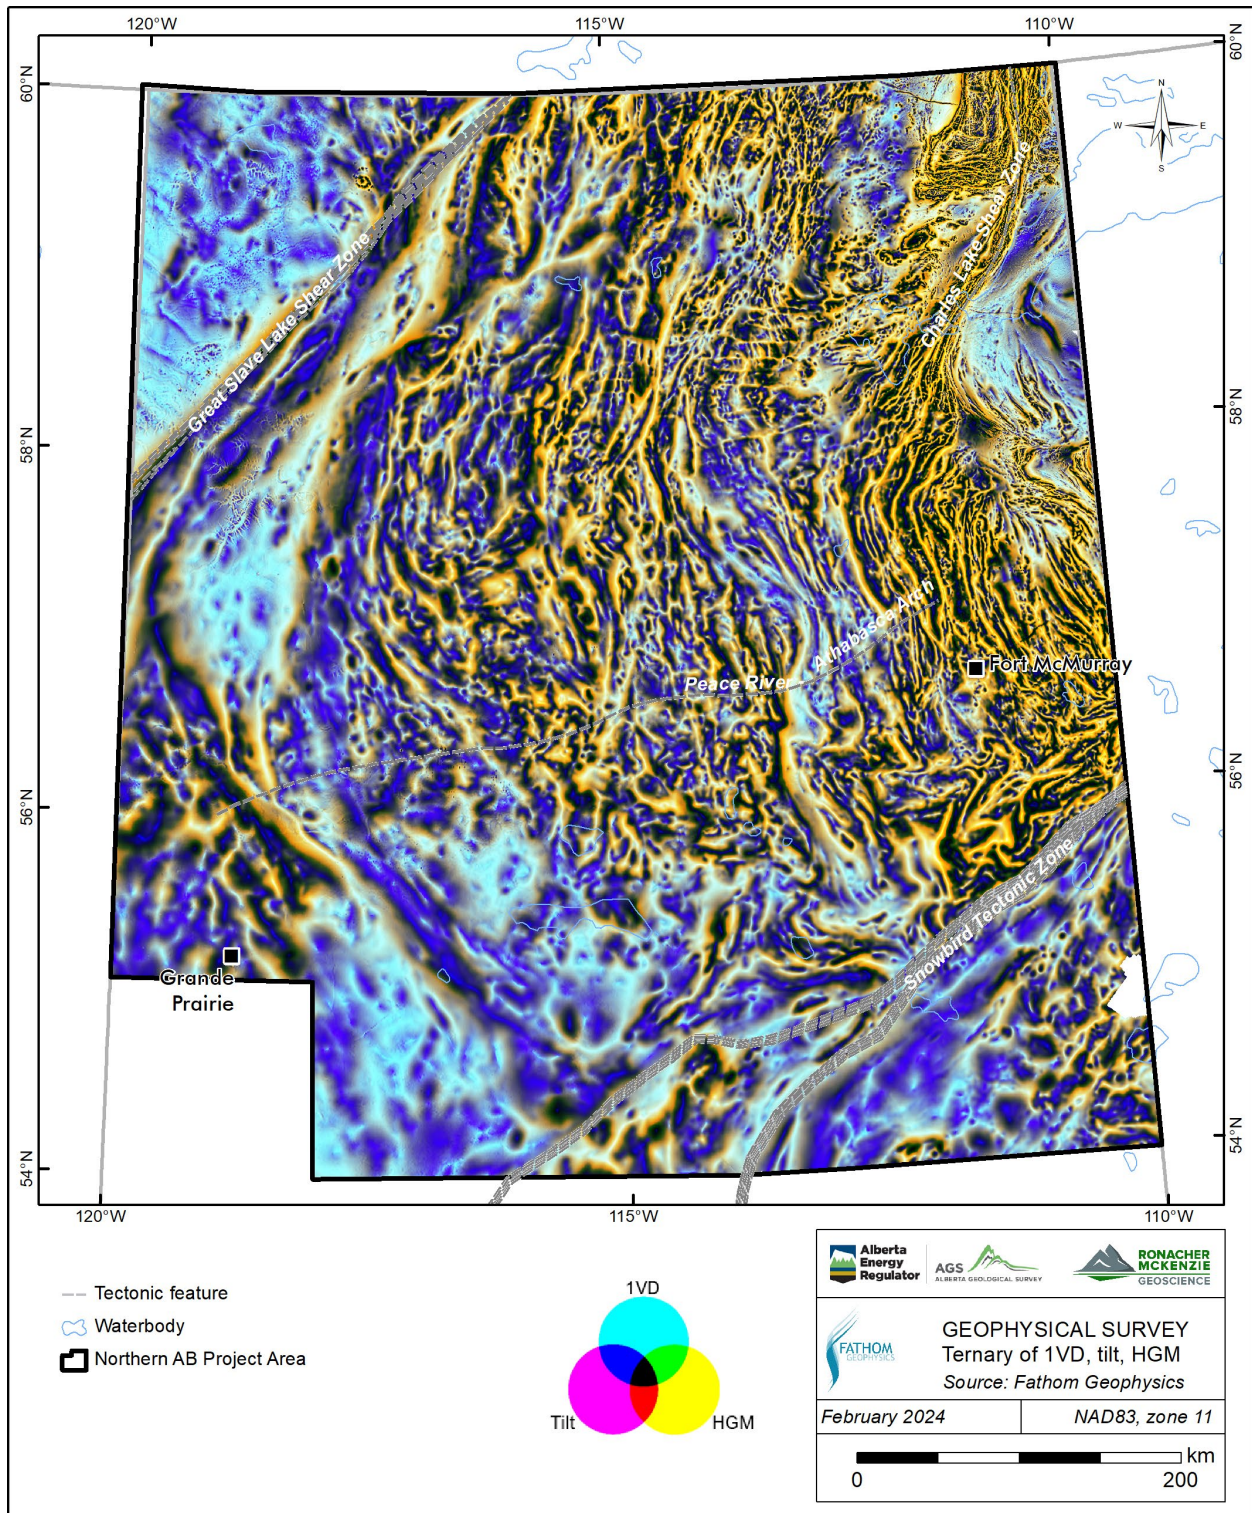 120°W
115°W
110°W
60°N
60°N
N
W
E
S
Charles Lake Shear Zone
Great Slave Lake Shear Zone
58°N
58°N
Athabasca Arch
Fort McMurray
Peace River -
56°N
56°N
Snowbird Tectonic Zone
Grande
Prairie
54°N
54°N
120°W
115°W
110°W
Tectonic feature
Waterbody
Northern AB Project Area
1VD
Tilt
HGM
Alberta
Energy
Regulator
AGS
ALBERTA GEOLOGICAL SURVEY
RONACHER
MCKENZIE
GEOSCIENCE
FATHOM
GEOPHYSICS
GEOPHYSICAL SURVEY
Ternary of 1VD, tilt, HGM
Source: Fathom Geophysics
February 2024
NAD83, zone 11
km
0
200